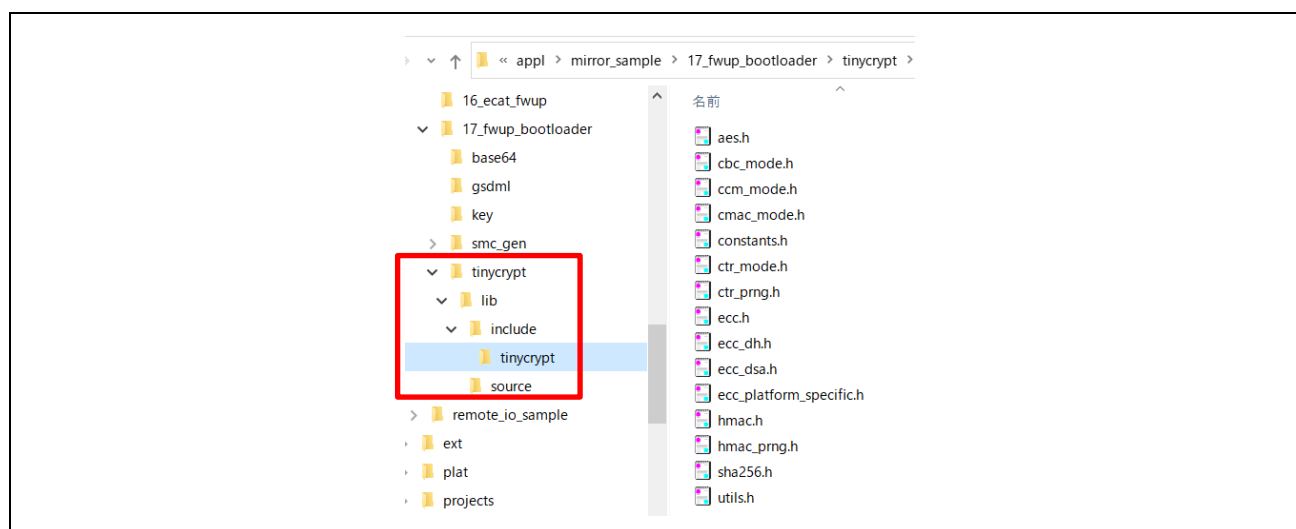 « appl > mirror_sample > 17_fwup_bootloader > tinycrypt >
16_ecat_fwup
17_fwup_bootloader
base64
gsdml
key
smc_gen
tinycrypt
lib
include
tinycrypt
source
remote_io_sample
ext
plat
projects
名前
aes.h
cbc_mode.h
ccm_mode.h
cmac_mode.h
constants.h
ctr_mode.h
ctr_prng.h
ecc.h
ecc_dh.h
ecc_dsa.h
ecc_platform_specific.h
hmac.h
hmac_prng.h
sha256.h
utils.h